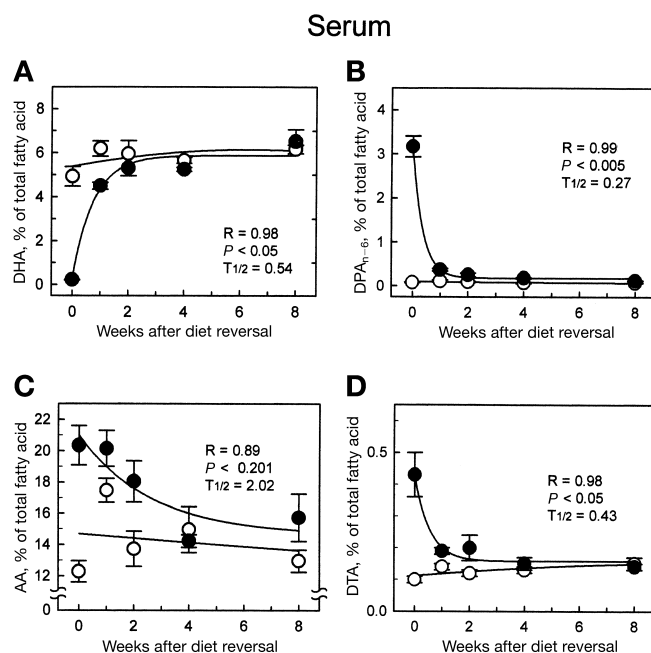 Serum
A
DHA, % of total fatty acid
8
6
4
2
0
R = 0.98
P < 0.05
T1/2 = 0.54
0 2 4 6 8
Weeks after diet reversal
B
DPAn−6, % of total fatty acid
4
3
2
1
0
R = 0.99
P < 0.005
T1/2 = 0.27
0 2 4 6 8
Weeks after diet reversal
C
AA, % of total fatty acid
22
20
18
16
14
12
0
R = 0.89
P < 0.201
T1/2 = 2.02
0 2 4 6 8
Weeks after diet reversal
D
DTA, % of total fatty acid
0.5
0.0
R = 0.98
P < 0.05
T1/2 = 0.43
0 2 4 6 8
Weeks after diet reversal